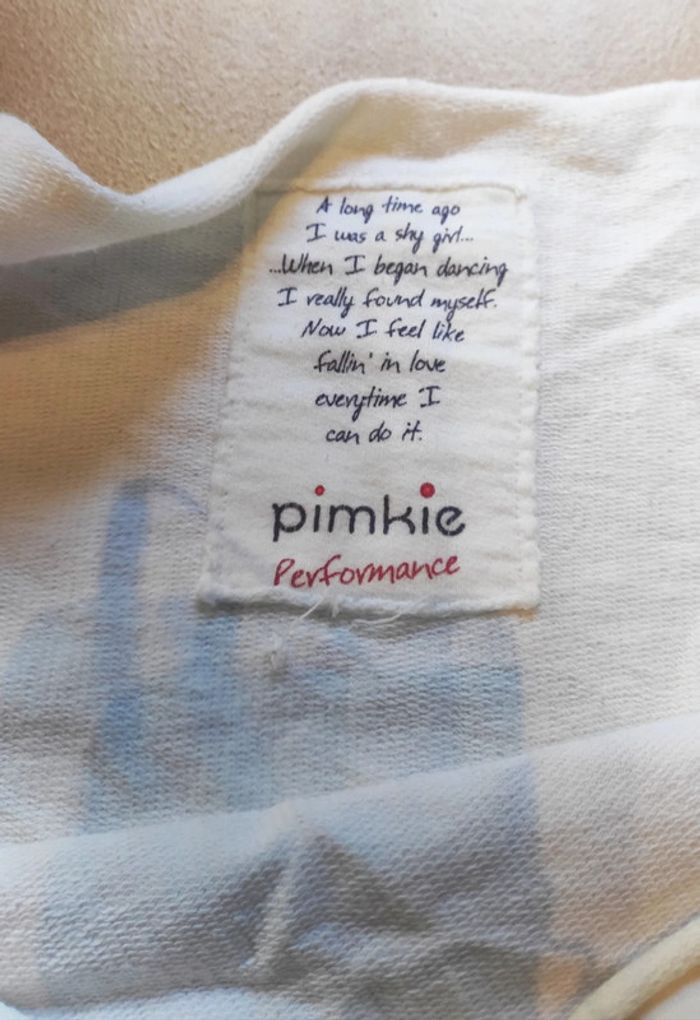 A long time ago
I was a shy girl...
...When I began dancing
I really found myself.
Now I feel like
fallin' in love
everytime I
can do it.
pimkie
Performance